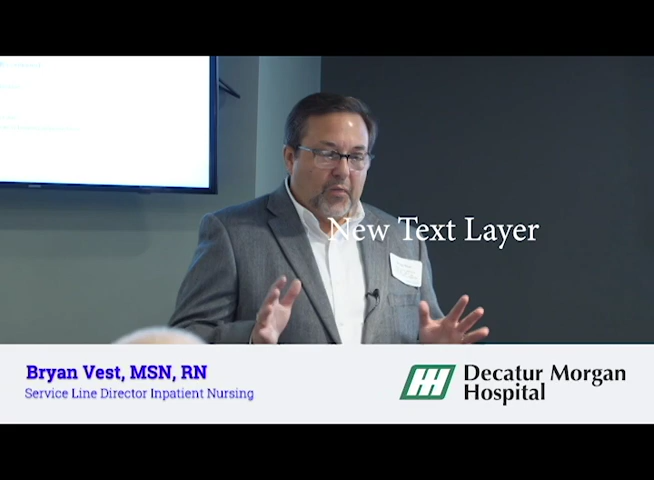 New Text Layer
Bryan Vest, MSN, RN
Service Line Director Inpatient Nursing
Decatur Morgan
Hospital